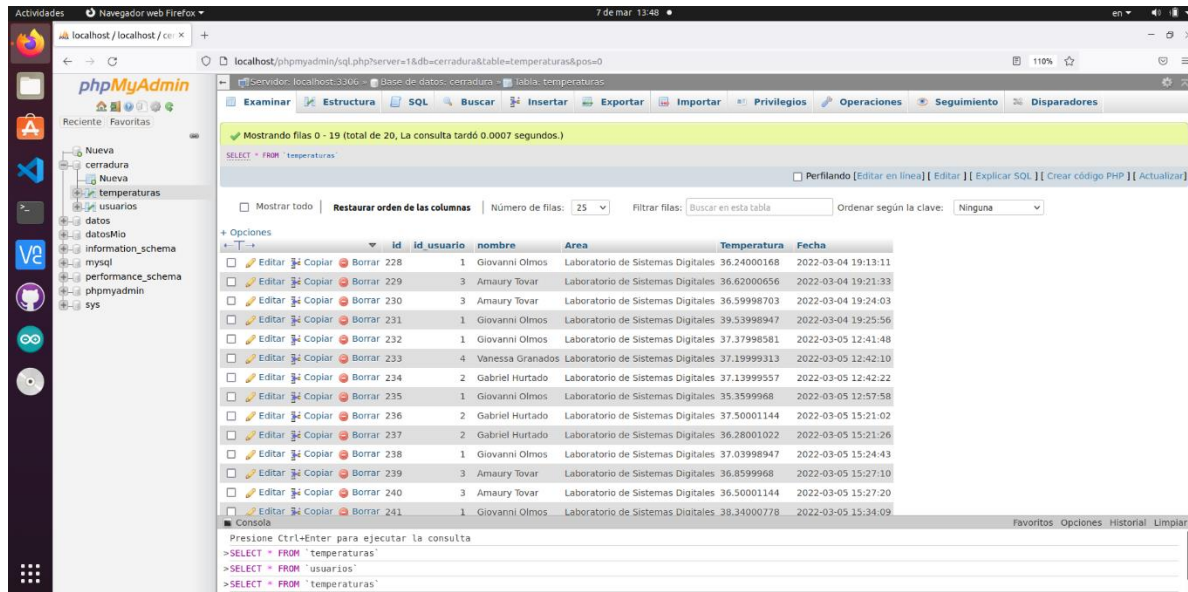 Actividades Navegador web Firefox 7 de mar 13:48 en
localhost / localhost / cer × +
localhost/phpmyadmin/sql.php?server=1&db=cerradura&table=temperaturas&pos=0 110%
phpMyAdmin
Reciente Favoritas
Nueva
cerradura
Nueva
temperaturas
usuarios
datos
datosMio
information_schema
mysql
performance_schema
phpmyadmin
sys
Servidor: localhost:3306 » Base de datos: cerradura » Tabla: temperaturas
Examinar Estructura SQL Buscar Insertar Exportar Importar Privilegios Operaciones Seguimiento Disparadores
Mostrando filas 0 - 19 (total de 20, La consulta tardó 0.0007 segundos.)
SELECT * FROM `temperaturas`
Perfilando [Editar en línea] [ Editar ] [ Explicar SQL ] [ Crear código PHP ] [ Actualizar]
Mostrar todo | Restaurar orden de las columnas | Número de filas: 25 Filtrar filas: Buscar en esta tabla Ordenar según la clave: Ninguna
+ Opciones
←T→ id id_usuario nombre Area Temperatura Fecha
Editar Copiar Borrar 228 1 Giovanni Olmos Laboratorio de Sistemas Digitales 36.24000168 2022-03-04 19:13:11
Editar Copiar Borrar 229 3 Amaury Tovar Laboratorio de Sistemas Digitales 36.62000656 2022-03-04 19:21:33
Editar Copiar Borrar 230 3 Amaury Tovar Laboratorio de Sistemas Digitales 36.59998703 2022-03-04 19:24:03
Editar Copiar Borrar 231 1 Giovanni Olmos Laboratorio de Sistemas Digitales 39.53998947 2022-03-04 19:25:56
Editar Copiar Borrar 232 1 Giovanni Olmos Laboratorio de Sistemas Digitales 37.37998581 2022-03-05 12:41:48
Editar Copiar Borrar 233 4 Vanessa Granados Laboratorio de Sistemas Digitales 37.19999313 2022-03-05 12:42:10
Editar Copiar Borrar 234 2 Gabriel Hurtado Laboratorio de Sistemas Digitales 37.13999557 2022-03-05 12:42:22
Editar Copiar Borrar 235 1 Giovanni Olmos Laboratorio de Sistemas Digitales 35.3599968 2022-03-05 12:57:58
Editar Copiar Borrar 236 2 Gabriel Hurtado Laboratorio de Sistemas Digitales 37.50001144 2022-03-05 15:21:02
Editar Copiar Borrar 237 2 Gabriel Hurtado Laboratorio de Sistemas Digitales 36.28001022 2022-03-05 15:21:26
Editar Copiar Borrar 238 1 Giovanni Olmos Laboratorio de Sistemas Digitales 37.03998947 2022-03-05 15:24:43
Editar Copiar Borrar 239 3 Amaury Tovar Laboratorio de Sistemas Digitales 36.8599968 2022-03-05 15:27:10
Editar Copiar Borrar 240 3 Amaury Tovar Laboratorio de Sistemas Digitales 36.50001144 2022-03-05 15:27:20
Editar Copiar Borrar 241 1 Giovanni Olmos Laboratorio de Sistemas Digitales 38.34000778 2022-03-05 15:34:09
Consola Favoritos Opciones Historial Limpiar
Presione Ctrl+Enter para ejecutar la consulta
>SELECT * FROM `temperaturas`
>SELECT * FROM `usuarios`
>SELECT * FROM `temperaturas`